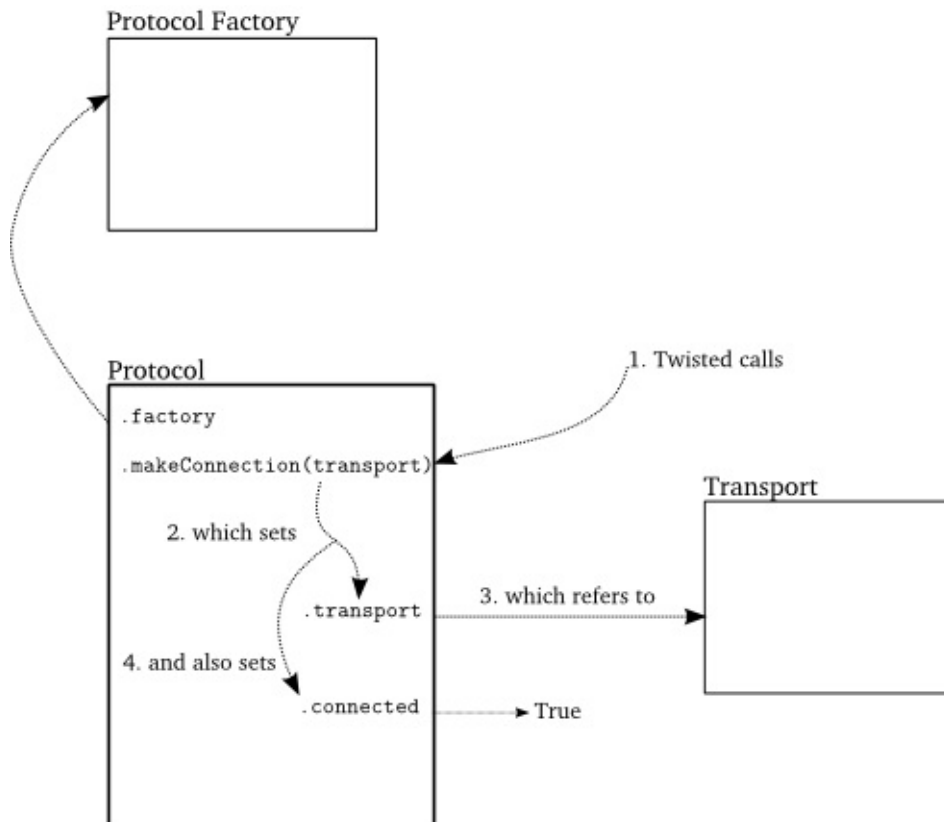 Protocol Factory
Protocol
1. Twisted calls
.factory
.makeConnection(transport)
Transport
2. which sets
3. which refers to
.transport
4. and also sets
.connected
True